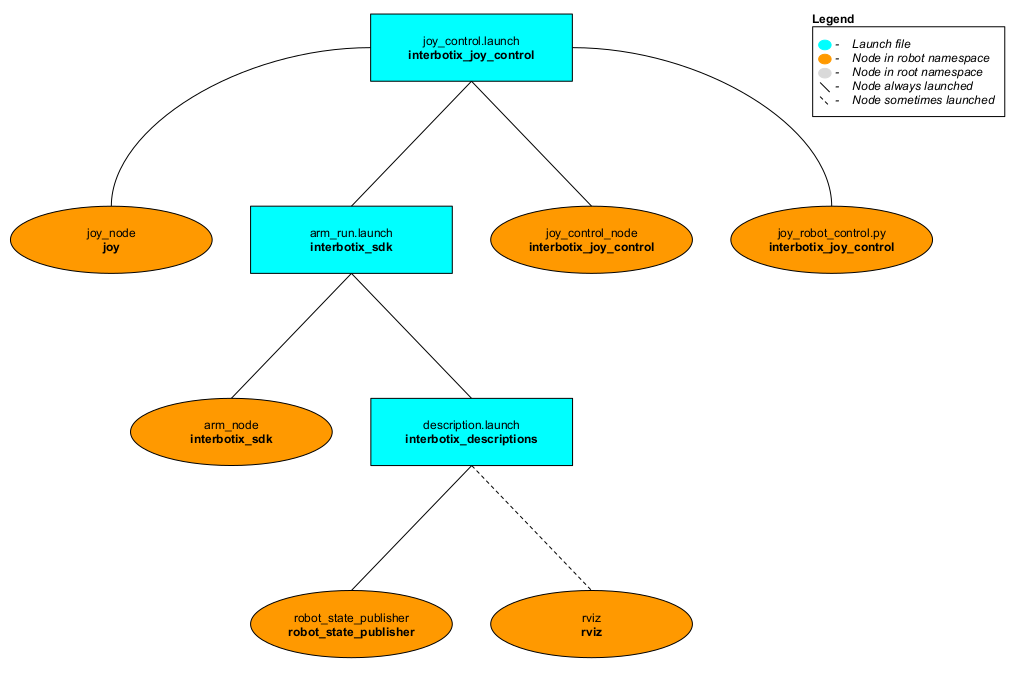 Legend
- Launch file
- Node in robot namespace
- Node in root namespace
- Node always launched
- Node sometimes launched
joy_control.launch
interbotix_joy_control
joy_node
joy
arm_run.launch
interbotix_sdk
joy_control_node
interbotix_joy_control
joy_robot_control.py
interbotix_joy_control
arm_node
interbotix_sdk
description.launch
interbotix_descriptions
robot_state_publisher
robot_state_publisher
rviz
rviz